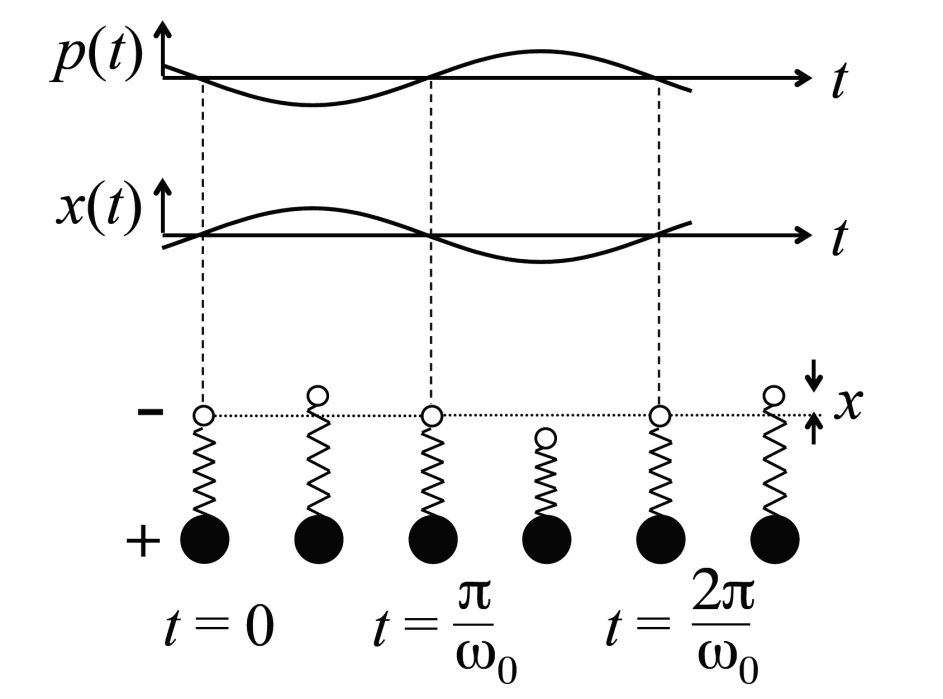 p(t) t
x(t) t
– x
+
t = 0 t = π/ω₀ t = 2π/ω₀